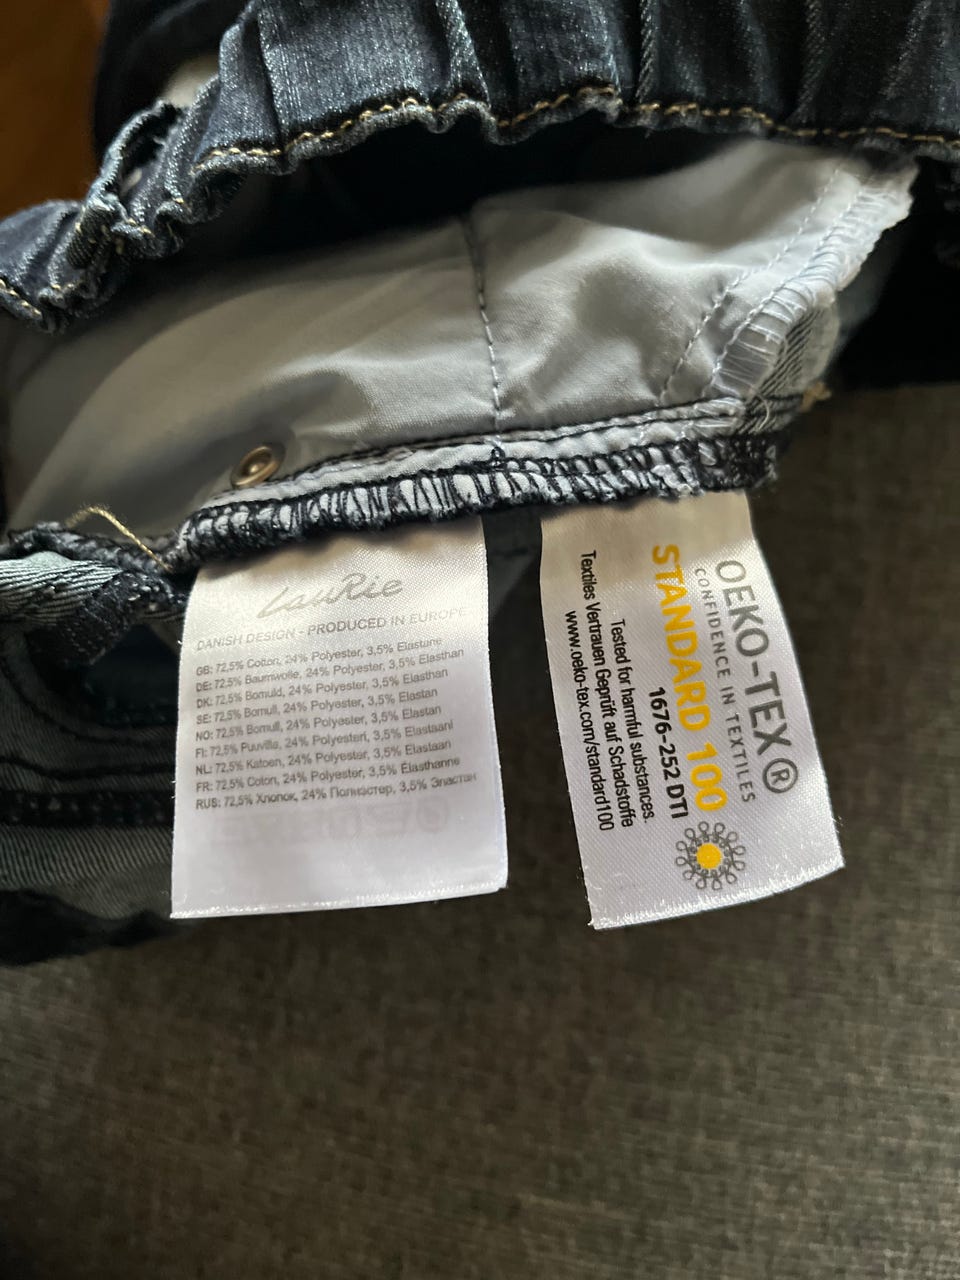 LauRie
DANISH DESIGN - PRODUCED IN EUROPE
GB: 72,5% Cotton, 24% Polyester, 3,5% Elastane
DE: 72,5% Baumwolle, 24% Polyester, 3,5% Elasthan
DK: 72,5% Bomuld, 24% Polyester, 3,5% Elasthan
SE: 72,5% Bomull, 24% Polyester, 3,5% Elastan
NO: 72,5% Bomull, 24% Polyester, 3,5% Elastan
FI: 72,5% Puuvilla, 24% Polyesteri, 3,5% Elastaani
NL: 72,5% Katoen, 24% Polyester, 3,5% Elastaan
FR: 72,5% Coton, 24% Polyester, 3,5% Élasthanne
RUS: 72,5% Хлопок, 24% Полиэстер, 3,5% Эластан
OEKO-TEX®
CONFIDENCE IN TEXTILES
STANDARD 100
1676-252 DTI
Tested for harmful substances.
Textiles Vertrauen Geprüft auf Schadstoffe
www.oeko-tex.com/standard100